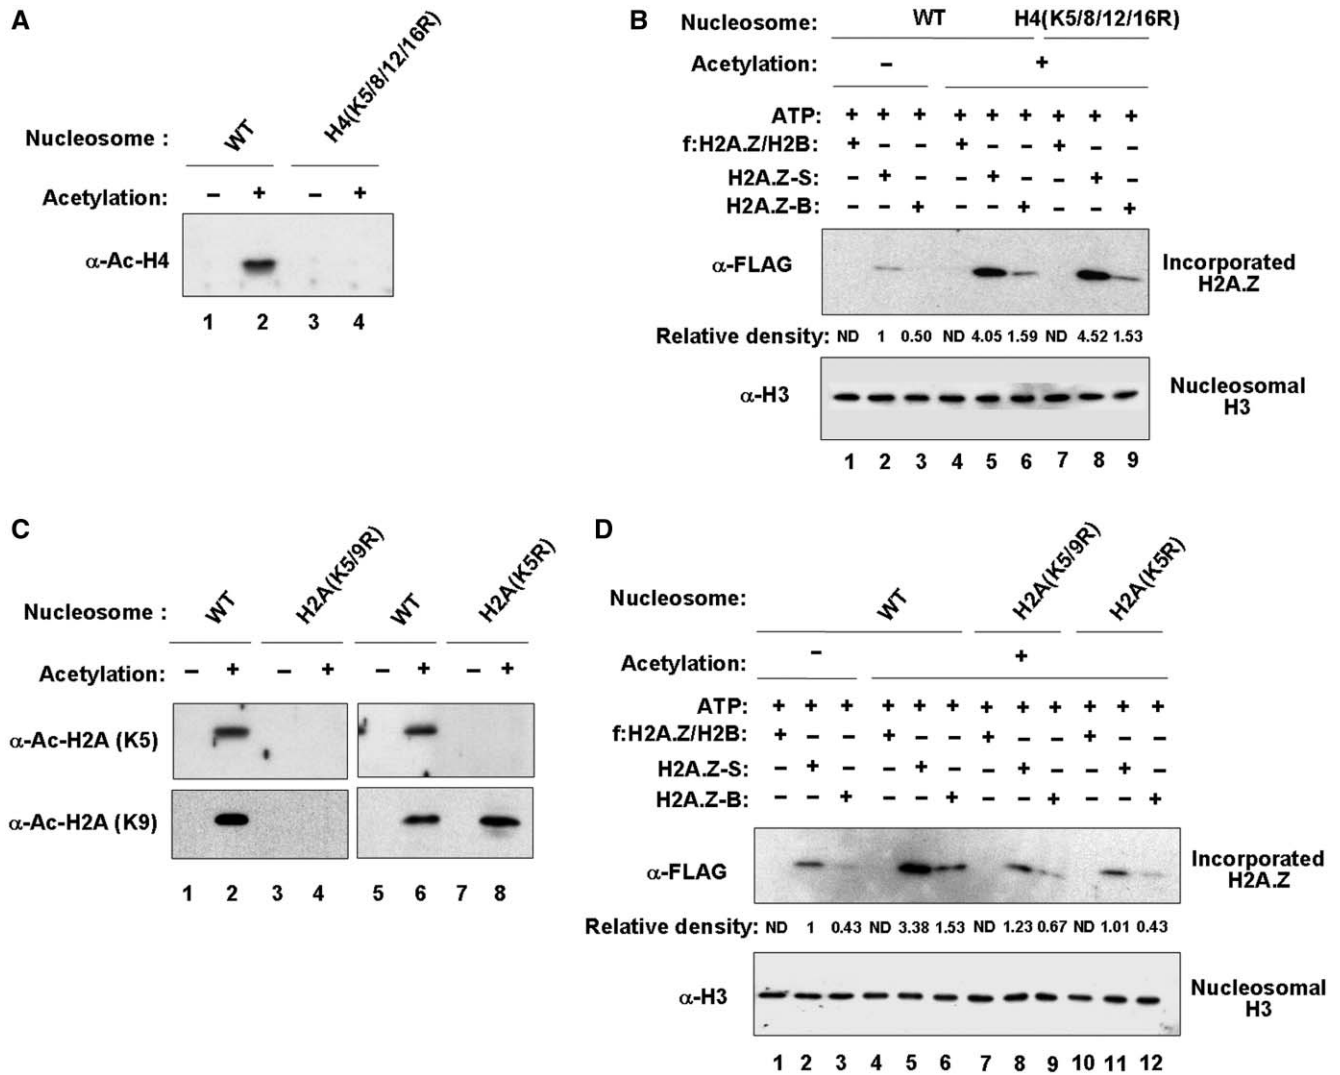 A
Nucleosome :
WT
H4(K5/8/12/16R)
Acetylation: – + – +
α-Ac-H4
1 2 3 4
B
Nucleosome: WT H4(K5/8/12/16R)
Acetylation: – +
ATP: + + + + + + + + +
f:H2A.Z/H2B: + – – + – – + – –
H2A.Z-S: – + – – + – – + –
H2A.Z-B: – – + – – + – – +
α-FLAG
Incorporated
H2A.Z
Relative density: ND 1 0.50 ND 4.05 1.59 ND 4.52 1.53
α-H3
Nucleosomal
H3
1 2 3 4 5 6 7 8 9
C
Nucleosome :
WT
H2A(K5/9R)
WT
H2A(K5R)
Acetylation: – + – + – + – +
α-Ac-H2A (K5)
α-Ac-H2A (K9)
1 2 3 4 5 6 7 8
D
Nucleosome:
WT
H2A(K5/9R)
H2A(K5R)
Acetylation: – +
ATP: + + + + + + + + + + + +
f:H2A.Z/H2B: + – – + – – + – – + – –
H2A.Z-S: – + – – + – – + – – + –
H2A.Z-B: – – + – – + – – + – – +
α-FLAG
Incorporated
H2A.Z
Relative density: ND 1 0.43 ND 3.38 1.53 ND 1.23 0.67 ND 1.01 0.43
α-H3
Nucleosomal
H3
1 2 3 4 5 6 7 8 9 10 11 12